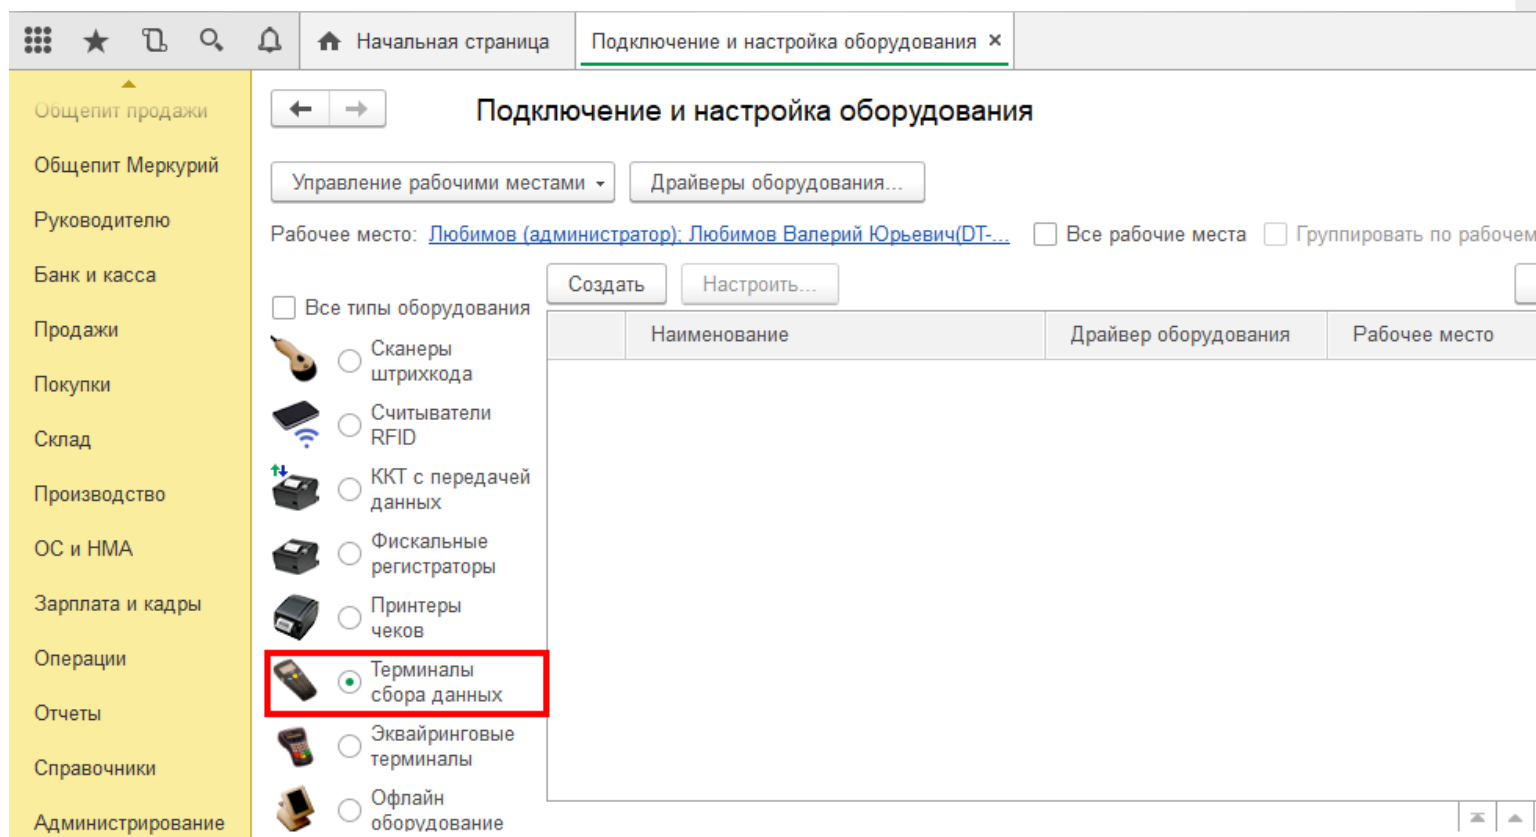 Начальная страница
Подключение и настройка оборудования ×
Общепит продажи
Общепит Меркурий
Руководителю
Банк и касса
Продажи
Покупки
Склад
Производство
ОС и НМА
Зарплата и кадры
Операции
Отчеты
Справочники
Администрирование
Подключение и настройка оборудования
Управление рабочими местами
Драйверы оборудования...
Рабочее место: Любимов (администратор); Любимов Валерий Юрьевич(DT-...
Все рабочие места
Группировать по рабочем
Все типы оборудования
Сканеры
штрихкода
Считыватели
RFID
ККТ с передачей
данных
Фискальные
регистраторы
Принтеры
чеков
Терминалы
сбора данных
Эквайринговые
терминалы
Офлайн
оборудование
Создать
Настроить...
Наименование
Драйвер оборудования
Рабочее место